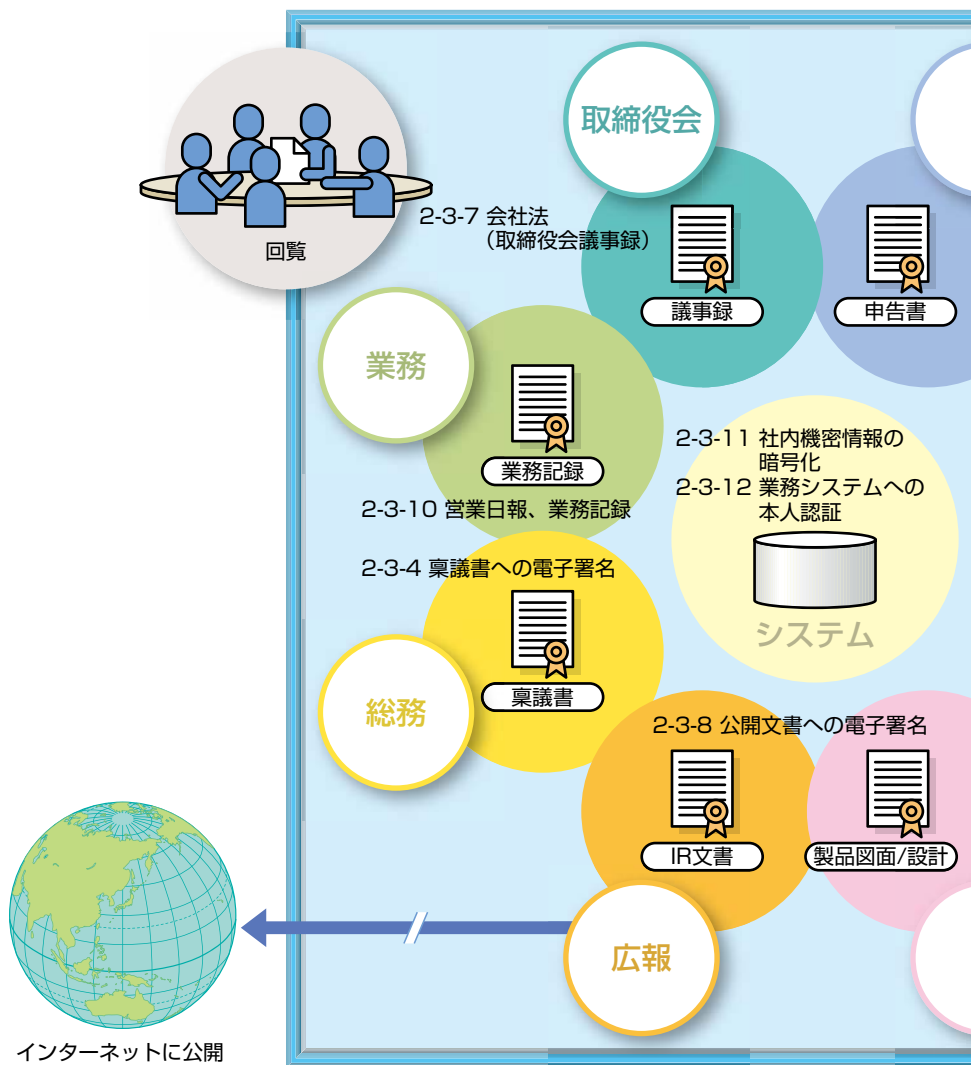 取締役会
回覧
2-3-7 会社法
（取締役会議事録）
議事録
申告書
業務
業務記録
2-3-10 営業日報、業務記録
2-3-11 社内機密情報の
暗号化
2-3-12 業務システムへの
本人認証
システム
2-3-4 稟議書への電子署名
稟議書
総務
2-3-8 公開文書への電子署名
IR文書
製品図面/設計
広報
インターネットに公開